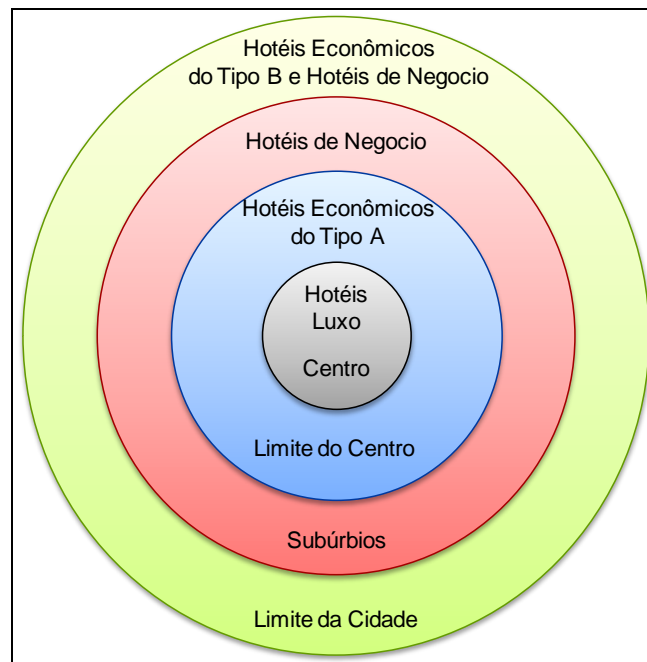 Hotéis Econômicos
do Tipo B e Hotéis de Negocio
Hotéis de Negocio
Hotéis Econômicos
do Tipo A
Hotéis
Luxo
Centro
Limite do Centro
Subúrbios
Limite da Cidade